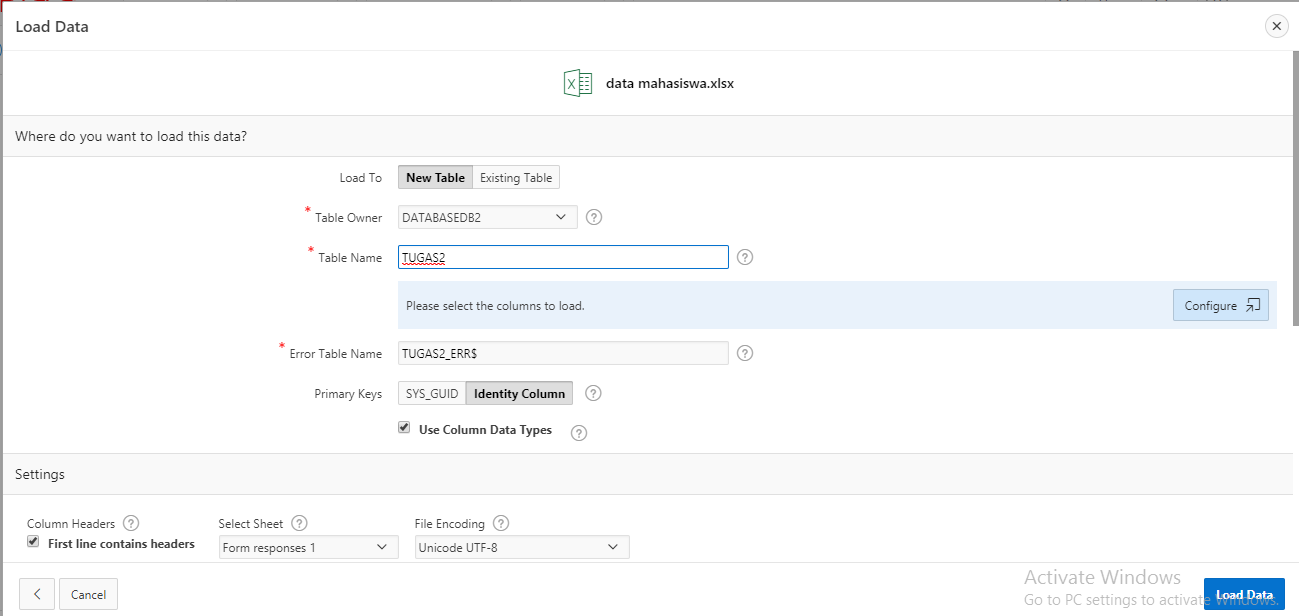 Load Data
data mahasiswa.xlsx
Where do you want to load this data?
Load To New Table Existing Table
* Table Owner DATABASEDB2 ?
* Table Name TUGAS2 ?
Please select the columns to load. Configure
* Error Table Name TUGAS2_ERR$ ?
Primary Keys SYS_GUID Identity Column ?
Use Column Data Types ?
Settings
Column Headers ? Select Sheet ? File Encoding ?
First line contains headers Form responses 1 Unicode UTF-8
Activate Windows
Go to PC settings to activate Windows.
Cancel Load Data